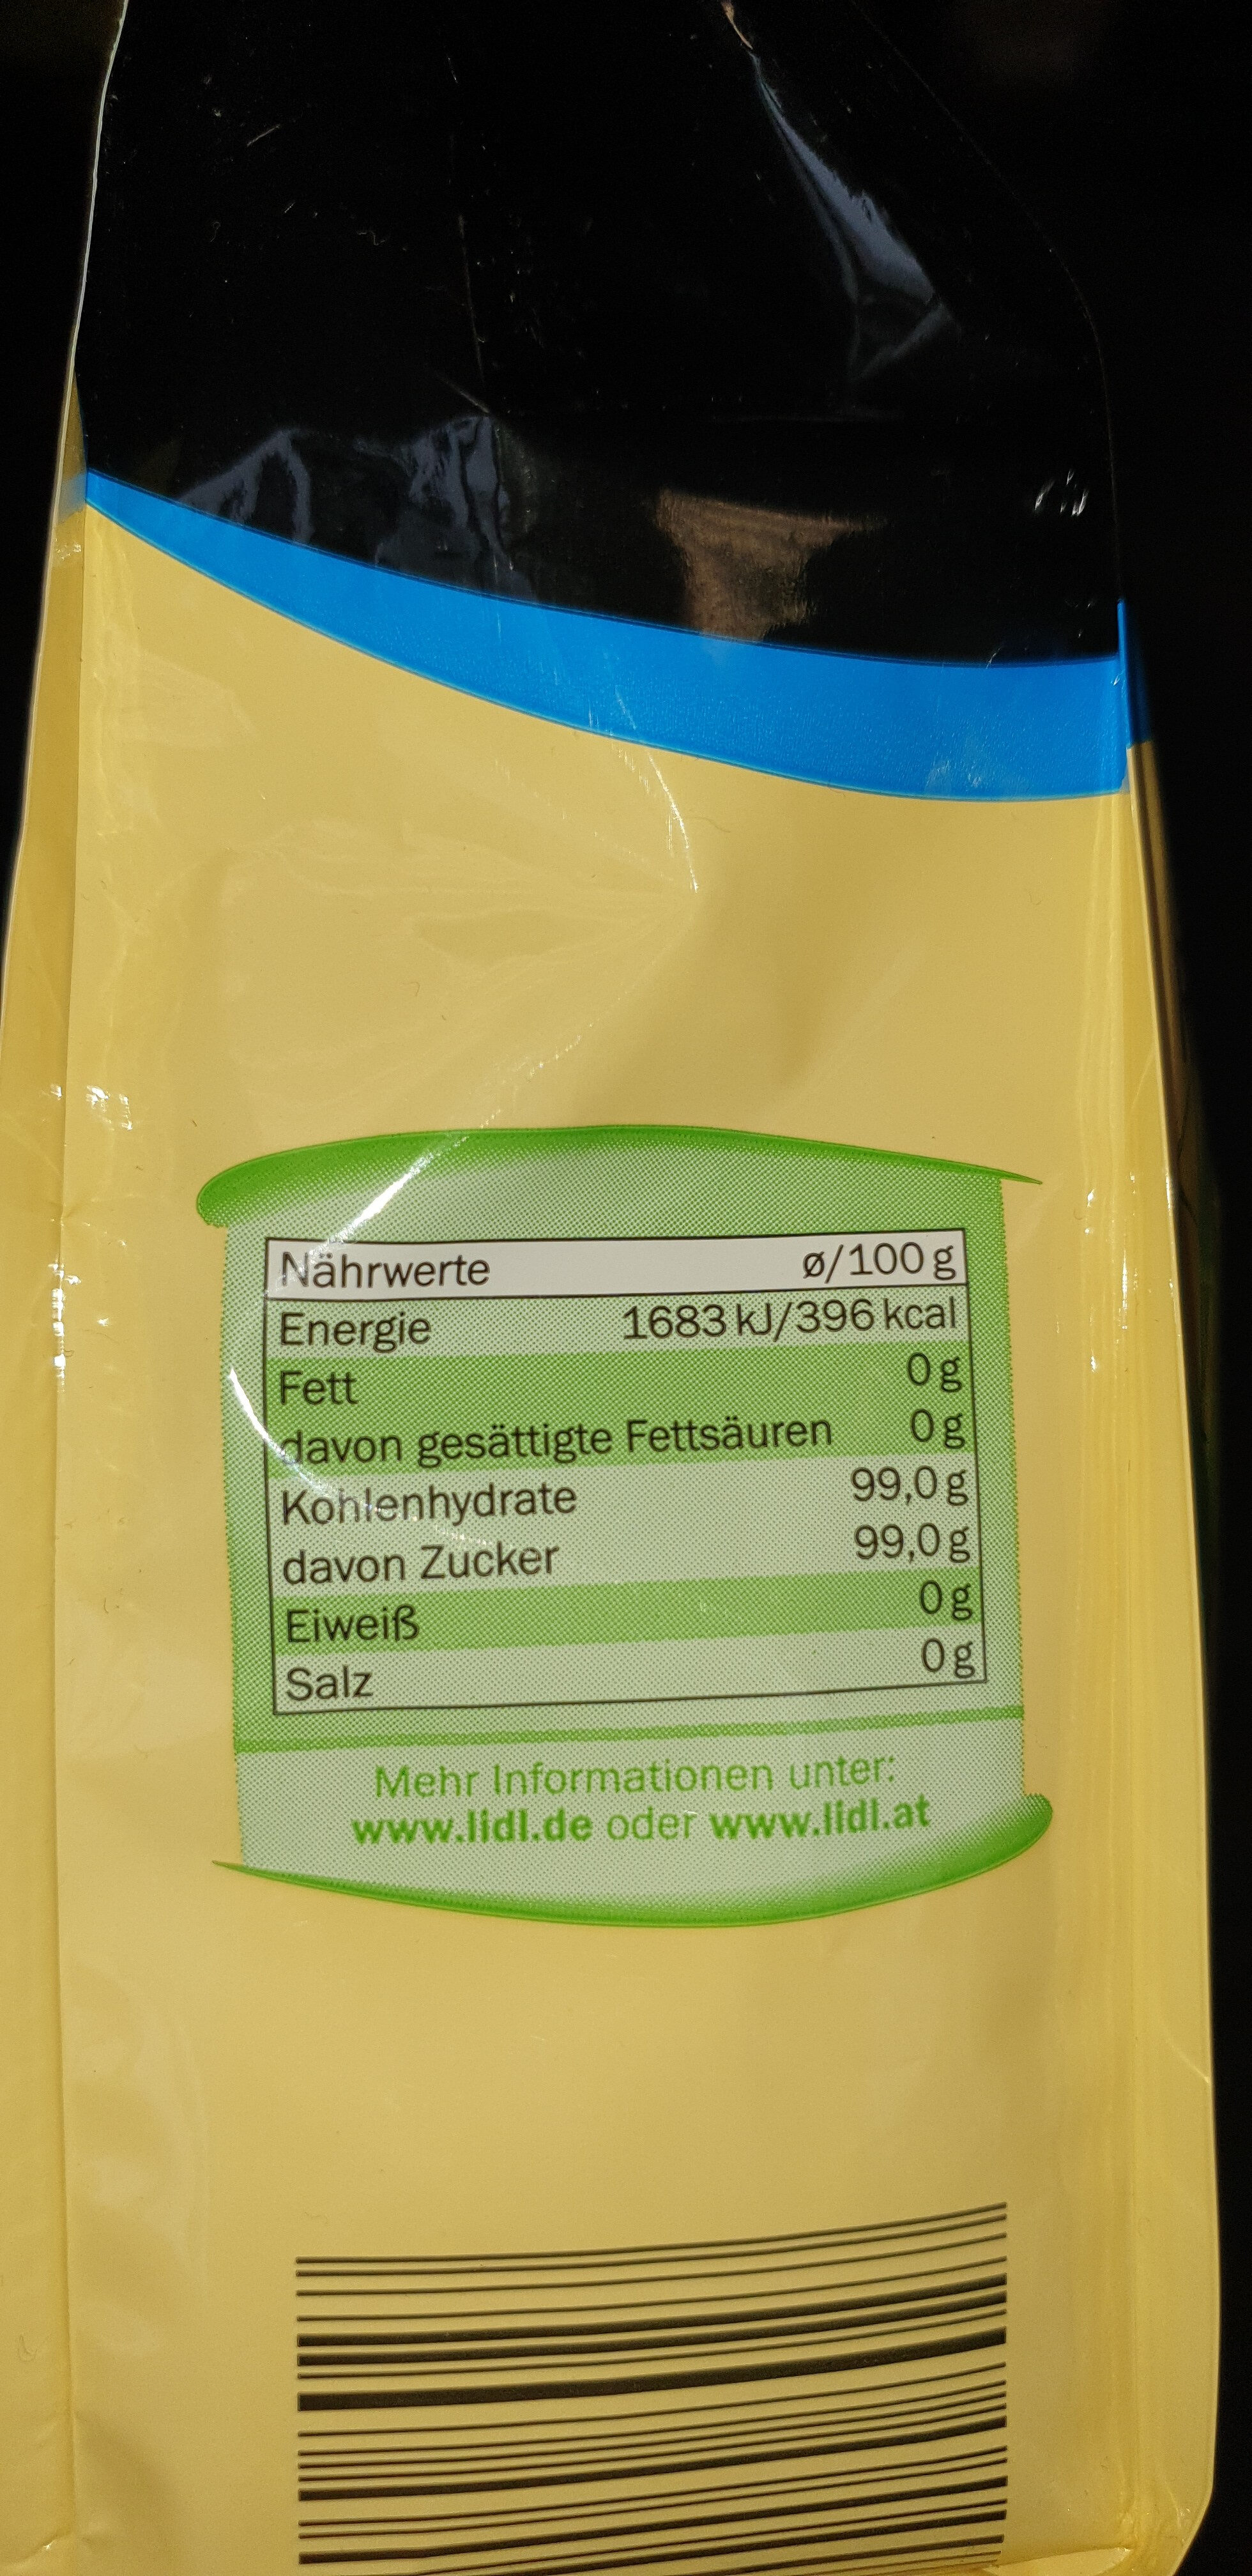 Nährwerte ø/100 g
Energie 1683 kJ/396 kcal
Fett 0 g
davon gesättigte Fettsäuren 0 g
Kohlenhydrate 99,0 g
davon Zucker 99,0 g
Eiweiß 0 g
Salz 0 g
Mehr Informationen unter:
www.lidl.de oder www.lidl.at